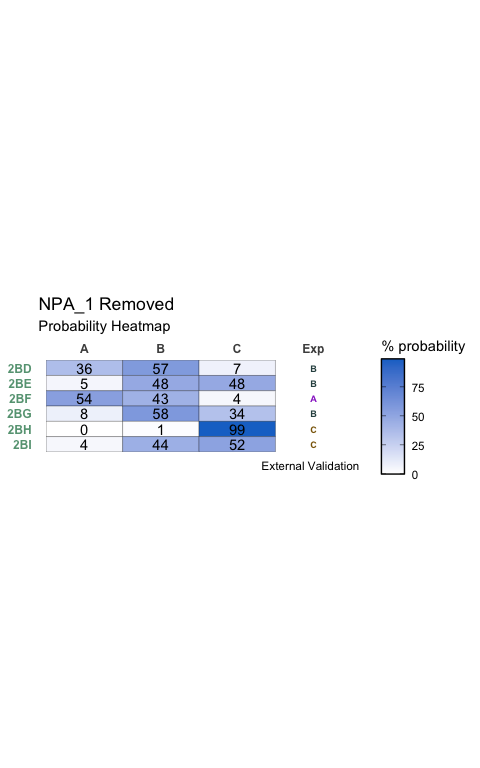 NPA_1 Removed
Probability Heatmap
A B C Exp
2BD 36 57 7 B
2BE 5 48 48 B
2BF 54 43 4 A
2BG 8 58 34 B
2BH 0 1 99 C
2BI 4 44 52 C
External Validation
% probability
75
50
25
0